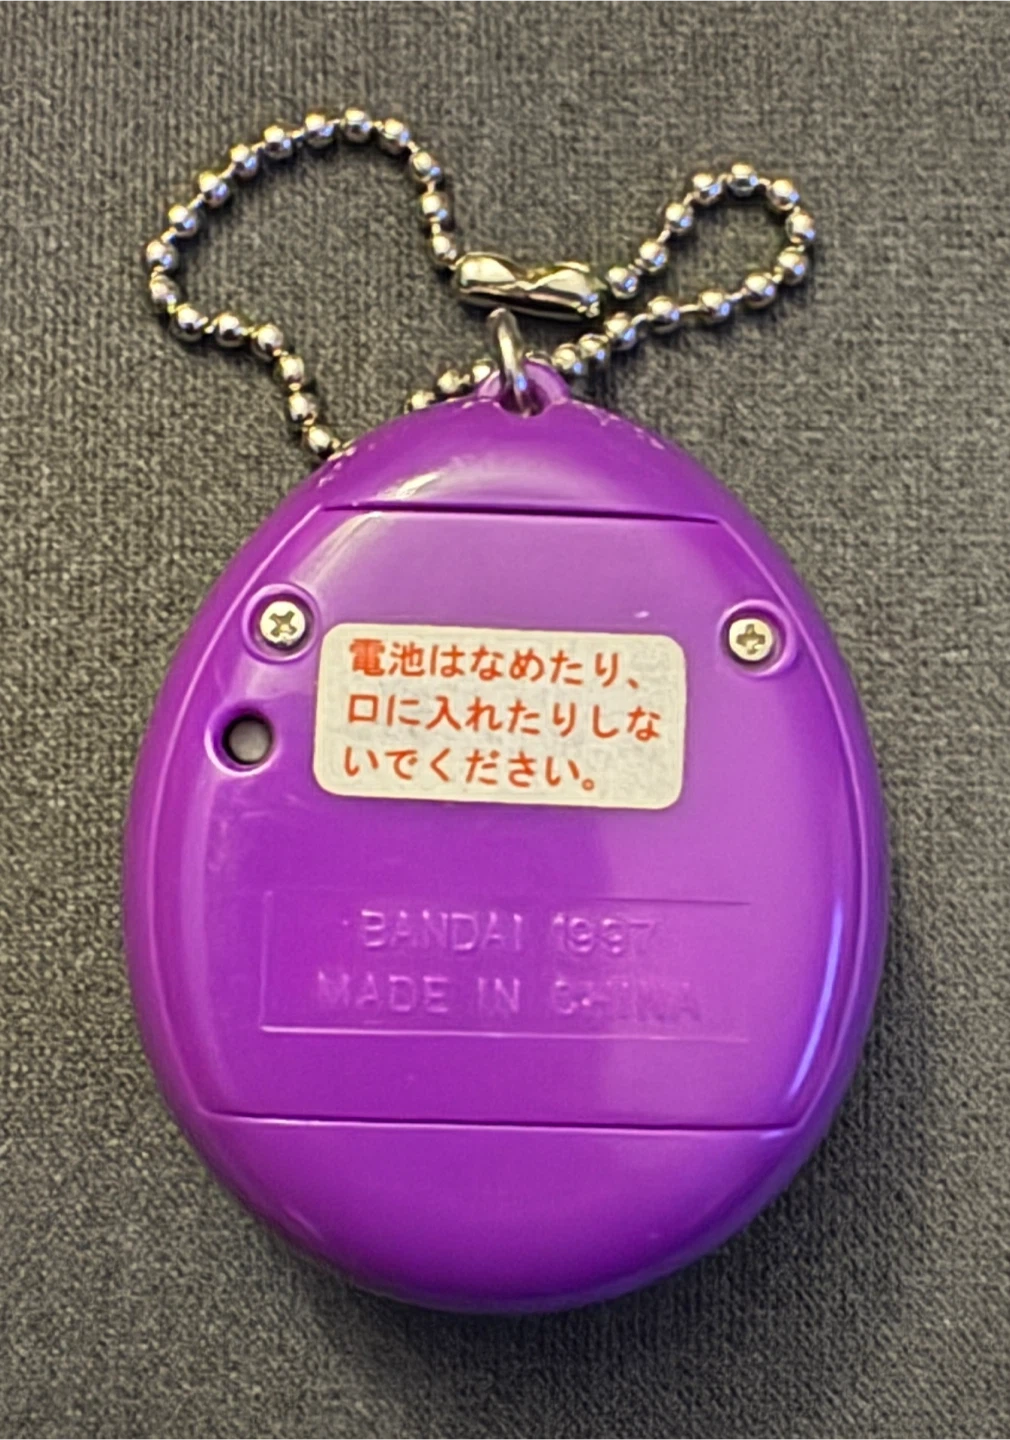 電池はなめたり、
口に入れたりしな
いでください。
BANDAI 1997
MADE IN CHINA